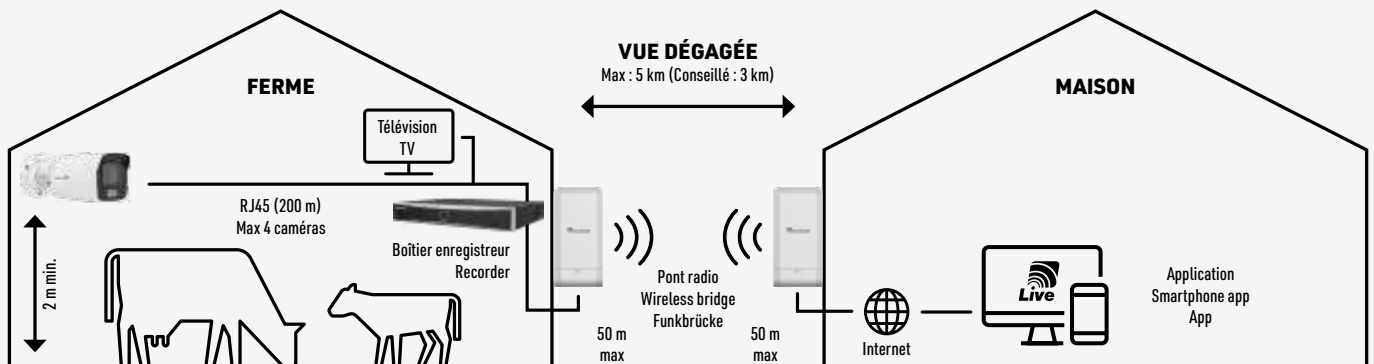 VUE DÉGAGÉE
Max : 5 km (Conseillé : 3 km)
FERME
MAISON
Télévision
TV
RJ45 (200 m)
Max 4 caméras
Boîtier enregistreur
Recorder
2 m min.
Pont radio
Wireless bridge
Funkbrücke
50 m
max
50 m
max
Internet
Live
Application
Smartphone app
App